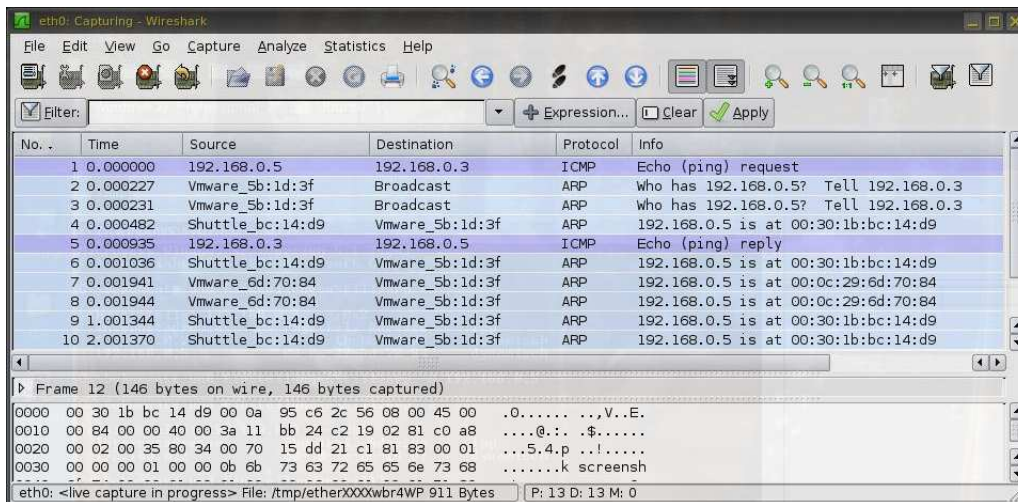 eth0: Capturing - Wireshark
File Edit View Go Capture Analyze Statistics Help
Filter: Expression... Clear Apply
No. . Time Source Destination Protocol Info
1 0.000000 192.168.0.5 192.168.0.3 ICMP Echo (ping) request
2 0.000227 Vmware_5b:1d:3f Broadcast ARP Who has 192.168.0.5? Tell 192.168.0.3
3 0.000231 Vmware_5b:1d:3f Broadcast ARP Who has 192.168.0.5? Tell 192.168.0.3
4 0.000482 Shuttle_bc:14:d9 Vmware_5b:1d:3f ARP 192.168.0.5 is at 00:30:1b:bc:14:d9
5 0.000935 192.168.0.3 192.168.0.5 ICMP Echo (ping) reply
6 0.001036 Shuttle_bc:14:d9 Vmware_5b:1d:3f ARP 192.168.0.5 is at 00:30:1b:bc:14:d9
7 0.001941 Vmware_6d:70:84 Vmware_5b:1d:3f ARP 192.168.0.5 is at 00:0c:29:6d:70:84
8 0.001944 Vmware_6d:70:84 Vmware_5b:1d:3f ARP 192.168.0.5 is at 00:0c:29:6d:70:84
9 1.001344 Shuttle_bc:14:d9 Vmware_5b:1d:3f ARP 192.168.0.5 is at 00:30:1b:bc:14:d9
10 2.001370 Shuttle_bc:14:d9 Vmware_5b:1d:3f ARP 192.168.0.5 is at 00:30:1b:bc:14:d9
Frame 12 (146 bytes on wire, 146 bytes captured)
0000 00 30 1b bc 14 d9 00 0a 95 c6 2c 56 08 00 45 00 .0...... ..,V..E.
0010 00 84 00 00 40 00 3a 11 bb 24 c2 19 02 81 c0 a8 ....@.:. .$......
0020 00 02 00 35 80 34 00 70 15 dd 21 c1 81 83 00 01 ...5.4.p ..!.....
0030 00 00 00 01 00 00 0b 6b 73 63 72 65 65 6e 73 68 .......k screensh
eth0: <live capture in progress> File: /tmp/etherXXXXwbr4WP 911 Bytes P: 13 D: 13 M: 0